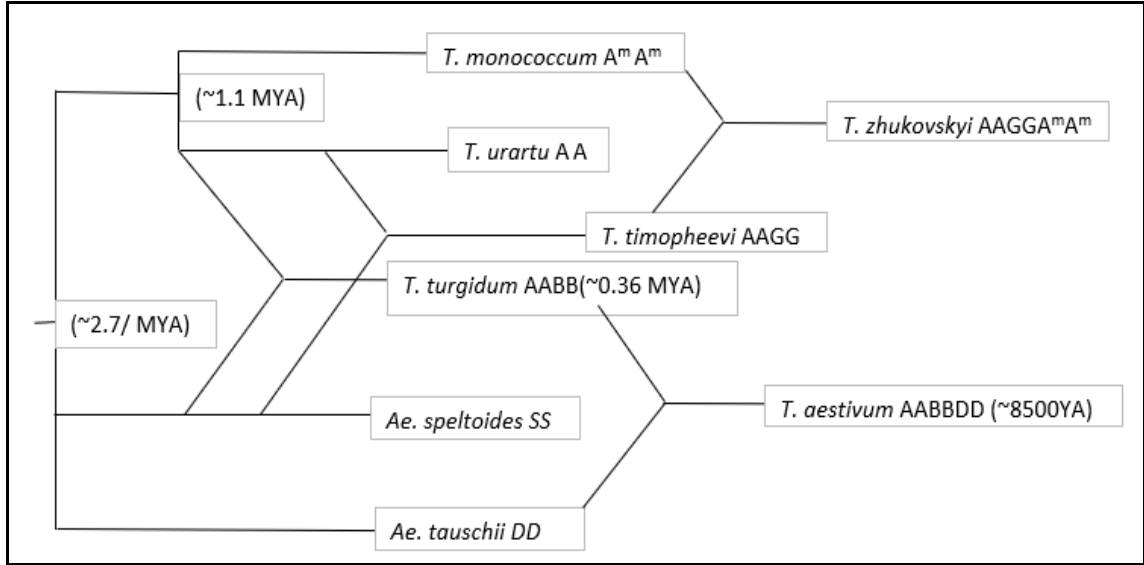 T. monococcum AᵐAᵐ
(~1.1 MYA)
T. zhukovskyi AAGGAᵐAᵐ
T. urartu AA
T. timopheevi AAGG
T. turgidum AABB(~0.36 MYA)
(~2.7/ MYA)
T. aestivum AABBDD (~8500YA)
Ae. speltoides SS
Ae. tauschii DD